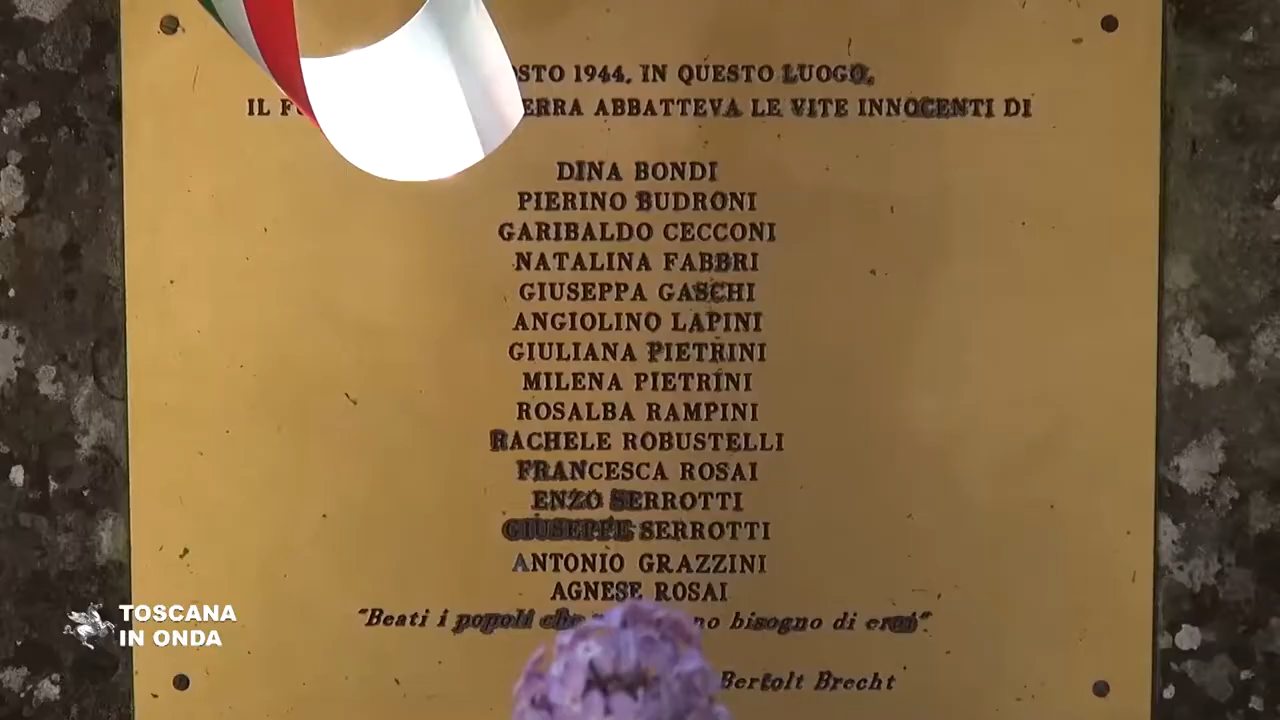 OSTO 1944, IN QUESTO LUOGO,
IL ERRA ABBATTEVA LE VITE INNOCENTI DI
DINA BONDI
PIERINO BUDRONI
GARIBALDO CECCONI
NATALINA FABBRI
GIUSEPPA GASCHI
ANGIOLINO LAPINI
GIULIANA PIETRINI
MILENA PIETRINI
ROSALBA RAMPINI
RACHELE ROBUSTELLI
FRANCESCA ROSAI
ENZO SERROTTI
GIUSEPPE SERROTTI
ANTONIO GRAZZINI
AGNESE ROSAI
"Beati i popoli che no bisogno di eroi"
Bertolt Brecht
TOSCANA
IN ONDA